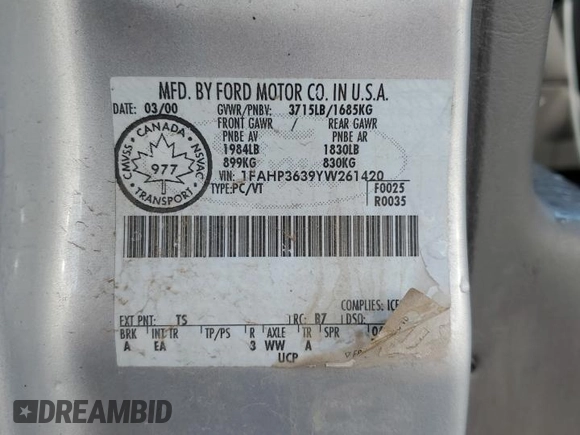 MFD. BY FORD MOTOR CO. IN U.S.A.
DATE: 03/00 GVWR/PNBV: 3715LB/1685KG
FRONT GAWR / REAR GAWR
PNBE AV PNBE AR
1984LB 1830LB
899KG 830KG
VIN: 1FAHP3639YW261420
TYPE:PC/VT F0025
R0035
CANADA
CMVSS 977 NSVAC
TRANSPORT
COMPLIES: ICE
EXT PNT: TS RC: B7 DSO:
BRK INT TR TP/PS R AXLE TR SPR
A EA 3 WW A
UCP
DREAMBID